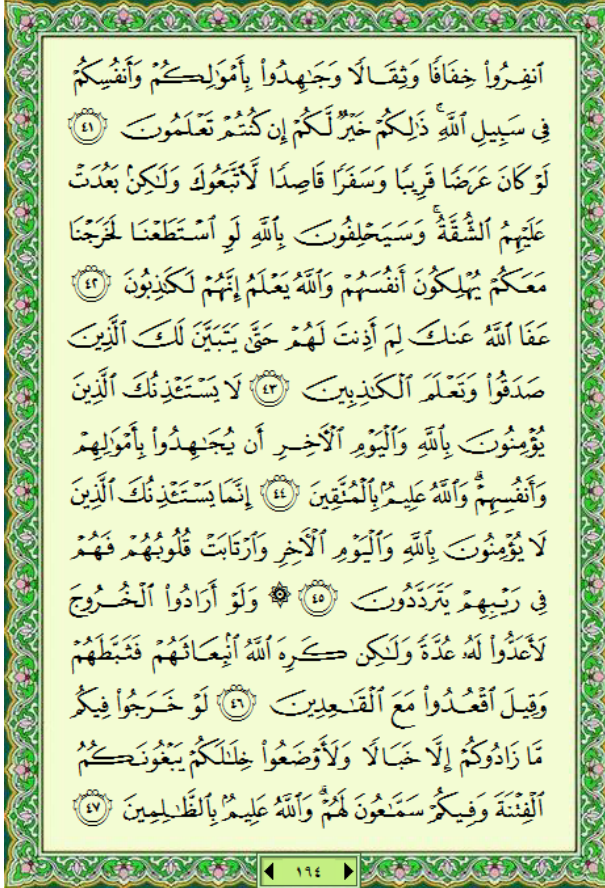 ٱنفِرُوا۟ خِفَافًا وَثِقَالًا وَجَٰهِدُوا۟ بِأَمْوَٰلِكُمْ وَأَنفُسِكُمْ
فِى سَبِيلِ ٱللَّهِ ۚ ذَٰلِكُمْ خَيْرٌ لَّكُمْ إِن كُنتُمْ تَعْلَمُونَ ٤١
لَوْ كَانَ عَرَضًا قَرِيبًا وَسَفَرًا قَاصِدًا لَّٱتَّبَعُوكَ وَلَٰكِنۢ بَعُدَتْ
عَلَيْهِمُ ٱلشُّقَّةُ ۚ وَسَيَحْلِفُونَ بِٱللَّهِ لَوِ ٱسْتَطَعْنَا لَخَرَجْنَا
مَعَكُمْ يُهْلِكُونَ أَنفُسَهُمْ وَٱللَّهُ يَعْلَمُ إِنَّهُمْ لَكَٰذِبُونَ ٤٢
عَفَا ٱللَّهُ عَنكَ لِمَ أَذِنتَ لَهُمْ حَتَّىٰ يَتَبَيَّنَ لَكَ ٱلَّذِينَ
صَدَقُوا۟ وَتَعْلَمَ ٱلْكَٰذِبِينَ ٤٣ لَا يَسْتَـْٔذِنُكَ ٱلَّذِينَ
يُؤْمِنُونَ بِٱللَّهِ وَٱلْيَوْمِ ٱلْـَٔاخِرِ أَن يُجَٰهِدُوا۟ بِأَمْوَٰلِهِمْ
وَأَنفُسِهِمْ ۗ وَٱللَّهُ عَلِيمٌۢ بِٱلْمُتَّقِينَ ٤٤ إِنَّمَا يَسْتَـْٔذِنُكَ ٱلَّذِينَ
لَا يُؤْمِنُونَ بِٱللَّهِ وَٱلْيَوْمِ ٱلْـَٔاخِرِ وَٱرْتَابَتْ قُلُوبُهُمْ فَهُمْ
فِى رَيْبِهِمْ يَتَرَدَّدُونَ ٤٥ ۞ وَلَوْ أَرَادُوا۟ ٱلْخُرُوجَ
لَأَعَدُّوا۟ لَهُۥ عُدَّةً وَلَٰكِن كَرِهَ ٱللَّهُ ٱنۢبِعَاثَهُمْ فَثَبَّطَهُمْ
وَقِيلَ ٱقْعُدُوا۟ مَعَ ٱلْقَٰعِدِينَ ٤٦ لَوْ خَرَجُوا۟ فِيكُم
مَّا زَادُوكُمْ إِلَّا خَبَالًا وَلَأَوْضَعُوا۟ خِلَٰلَكُمْ يَبْغُونَكُمُ
ٱلْفِتْنَةَ وَفِيكُمْ سَمَّٰعُونَ لَهُمْ ۗ وَٱللَّهُ عَلِيمٌۢ بِٱلظَّٰلِمِينَ ٤٧
١٩٤